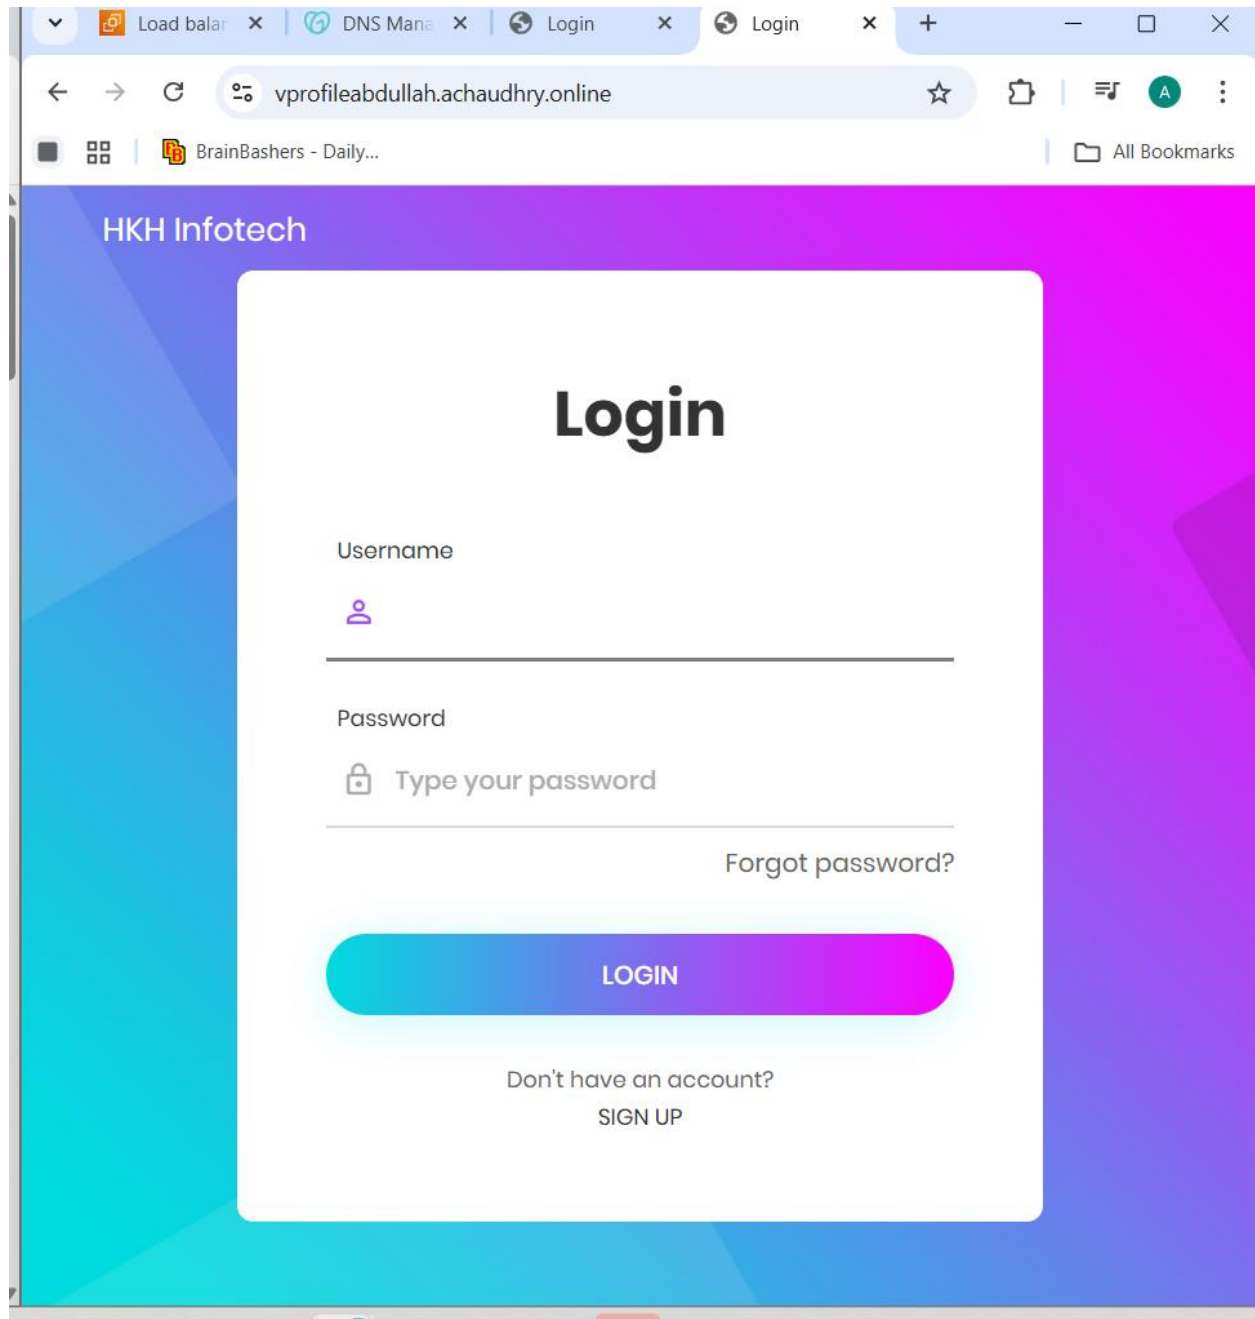 Load balar
DNS Mana
Login
Login
vprofileabdullah.achaudhry.online
A
BrainBashers - Daily...
All Bookmarks
HKH Infotech
Login
Username
Password
Type your password
Forgot password?
LOGIN
Don't have an account?
SIGN UP